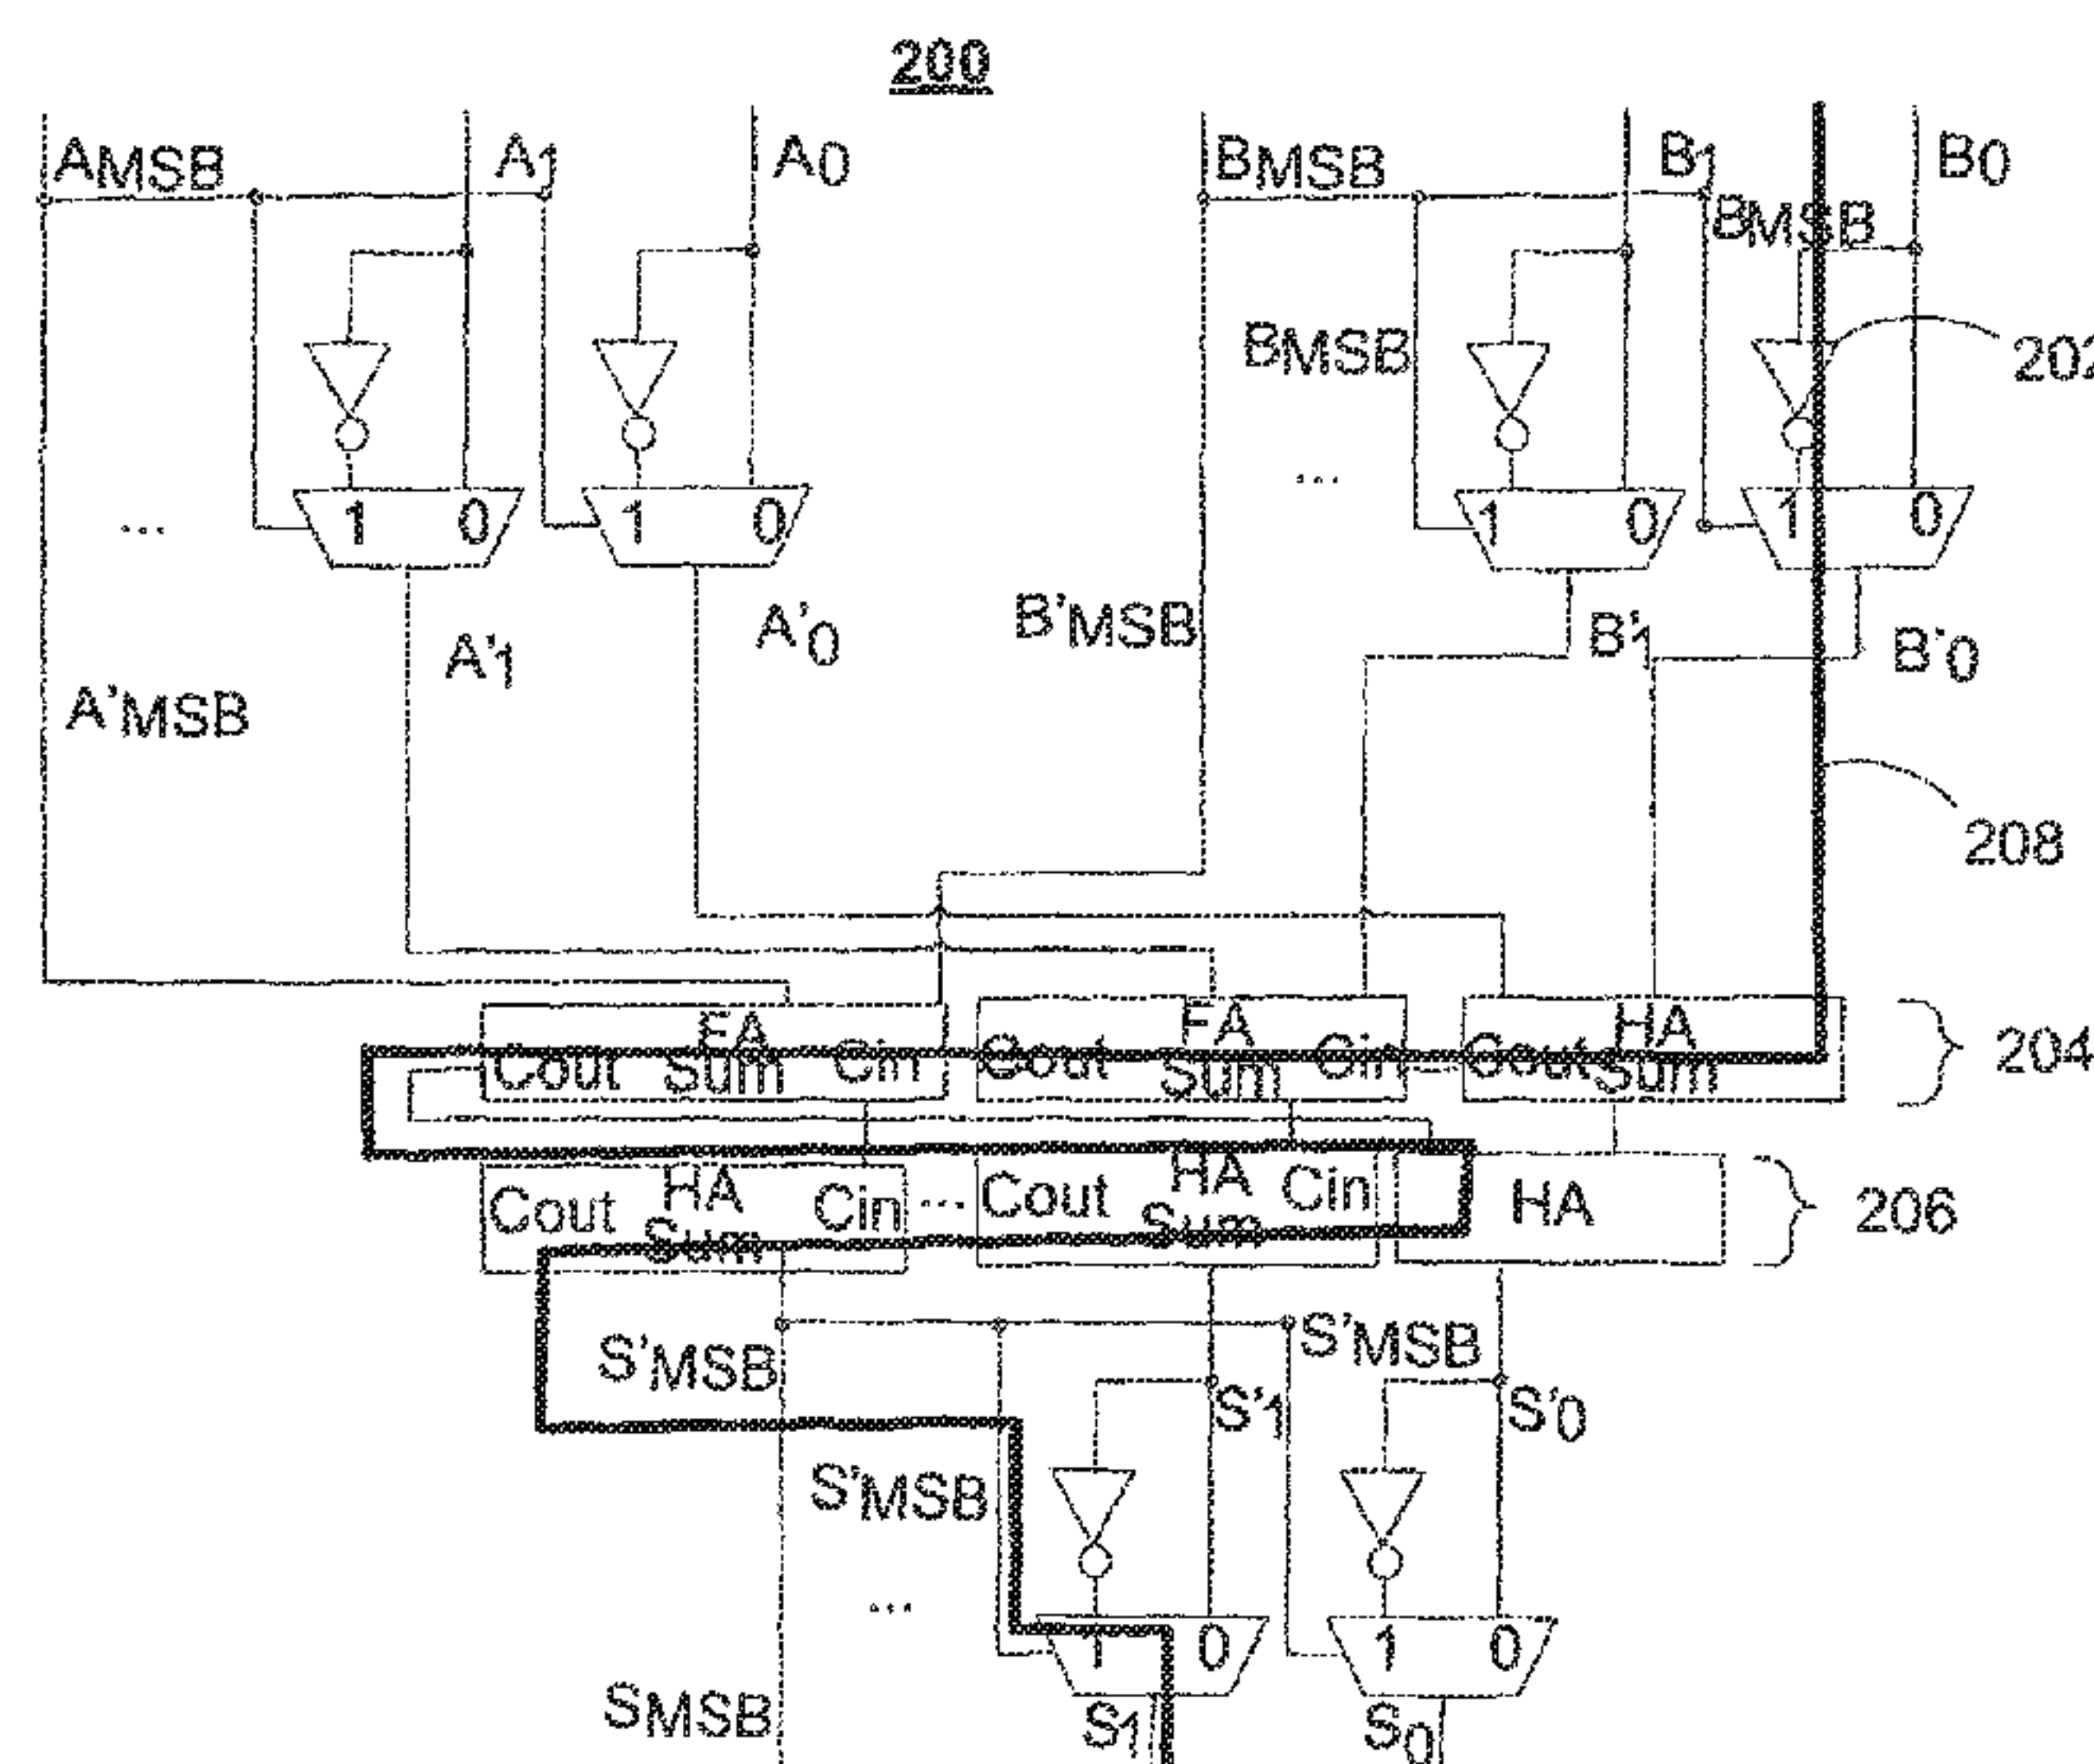 200
AMSB A1 A0 BMSB B1 B0
BMSB
BMSB
202
1 0 1 0 1 0 1 0
...
...
A'1 A'0 B'MSB B'1 B'0
A'MSB
208
FA FA HA
Cout Sum Cin Cout Sum Cin Cout Sum
204
HA HA HA
Cout Sum Cin ... Cout Sum Cin
206
S'MSB S'MSB
S'1 S'0
S'MSB
...
1 0 1 0
SMSB S1 S0